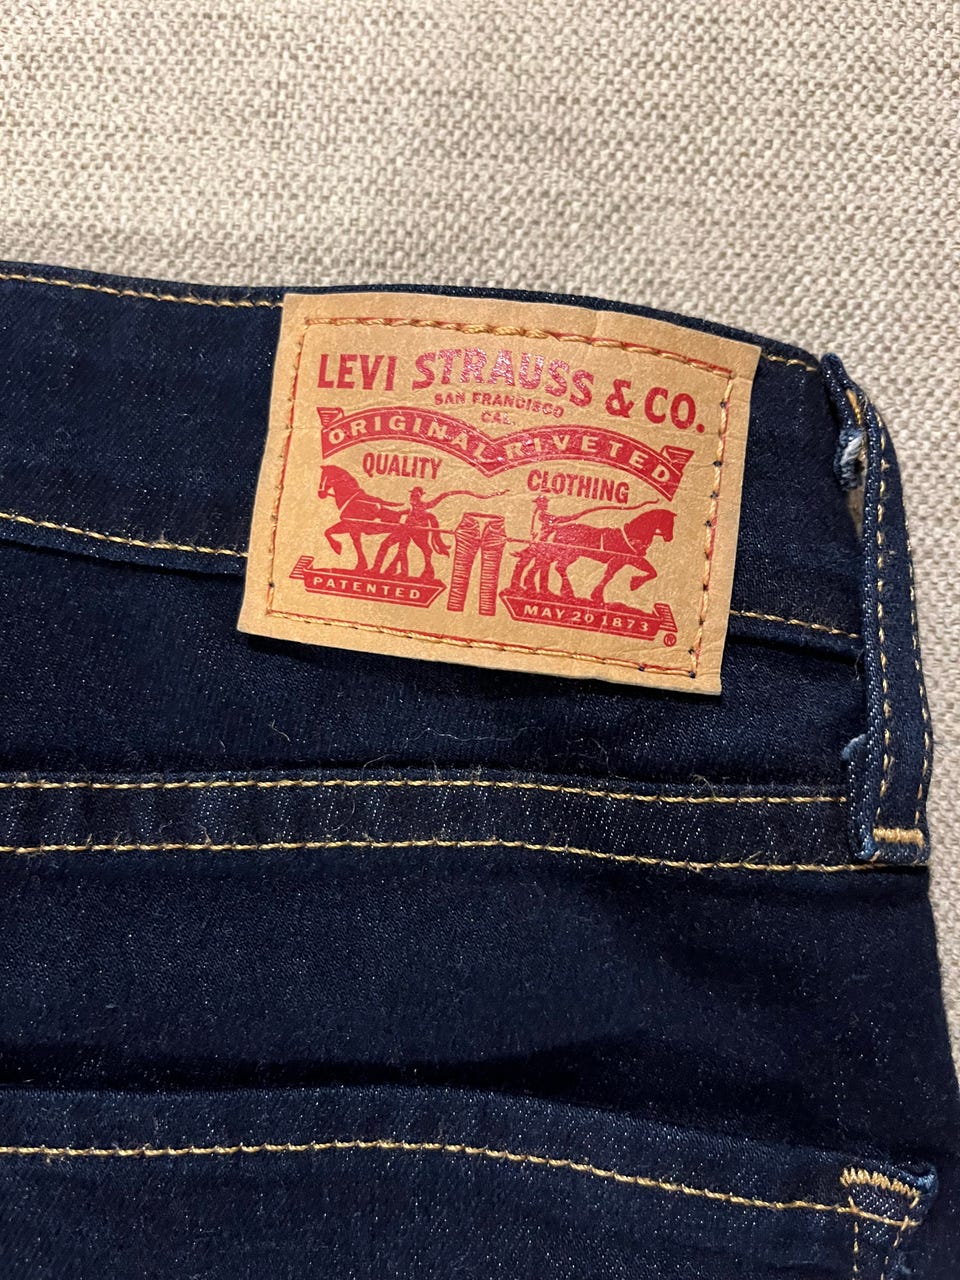 LEVI STRAUSS & CO.
SAN FRANCISCO
CAL.
ORIGINAL RIVETED
QUALITY CLOTHING
PATENTED
MAY 20 1873
®